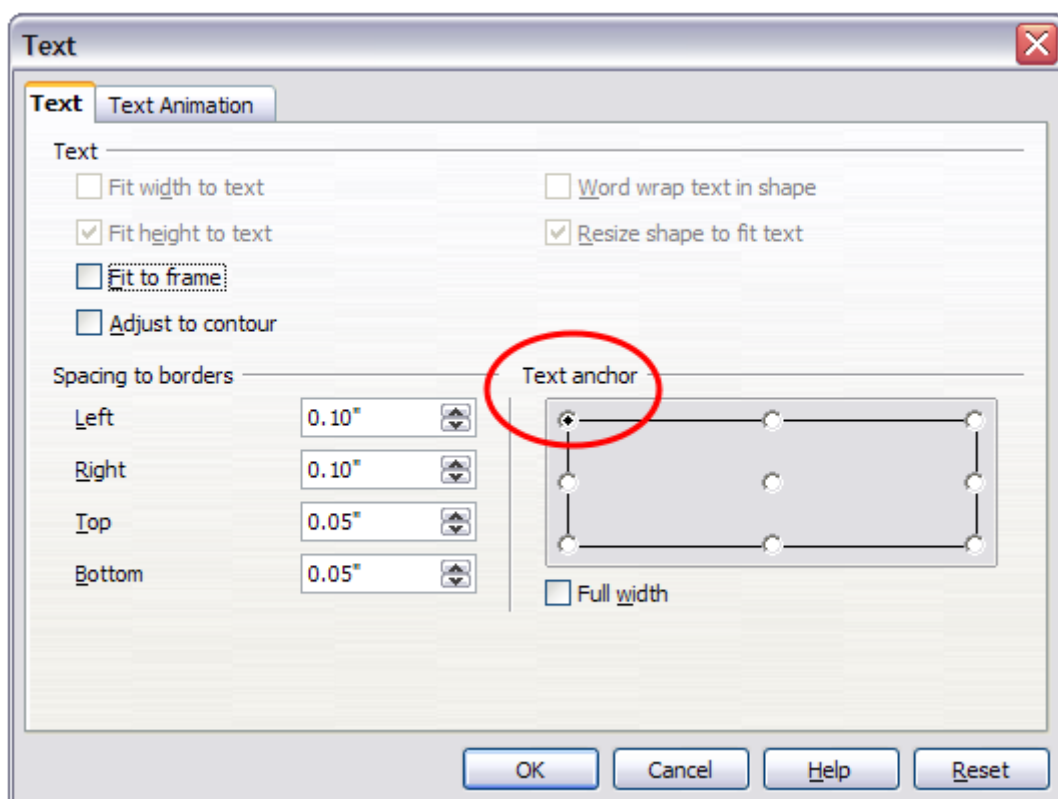 Text
Text Text Animation
Text
Fit width to text Word wrap text in shape
Fit height to text Resize shape to fit text
Fit to frame
Adjust to contour
Spacing to borders Text anchor
Left 0.10"
Right 0.10"
Top 0.05"
Bottom 0.05"
Full width
OK Cancel Help Reset